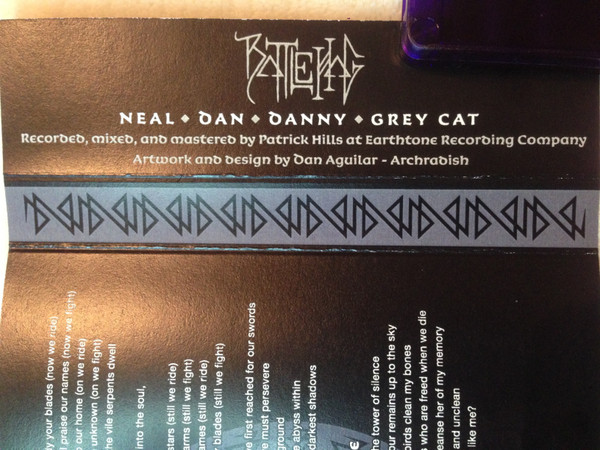 BATTLEHAG
NEAL ◆ DAN ◆ DANNY ◆ GREY CAT
Recorded, mixed, and mastered by Patrick Hills at Earthtone Recording Company
Artwork and design by Dan Aguilar - Archradish
your blades (now we ride)
praise our names (now we fight)
our home (on we ride)
unknown (on we fight)
the vile serpents dwell
into the soul,
stars (still we ride)
arms (still we fight)
(still we ride)
blades (still we fight)
first reached for our swords
must persevere
ground
abyss within
darkest shadows
tower of silence
our remains up to the sky
birds clean my bones
who are freed when we die
her of my memory
and unclean
like me?